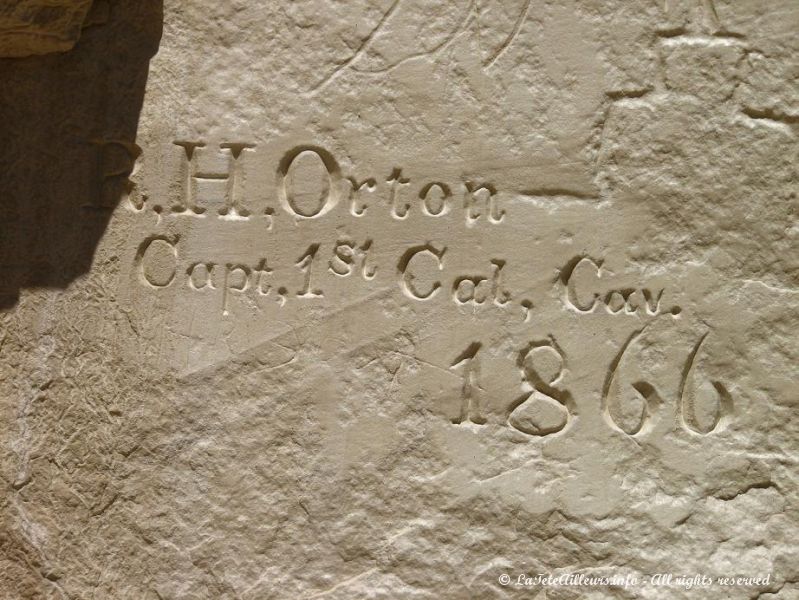 R. H. Orton
Capt. 1st Cal. Cav.
1866
© LaTeteAilleurs.info - All rights reserved